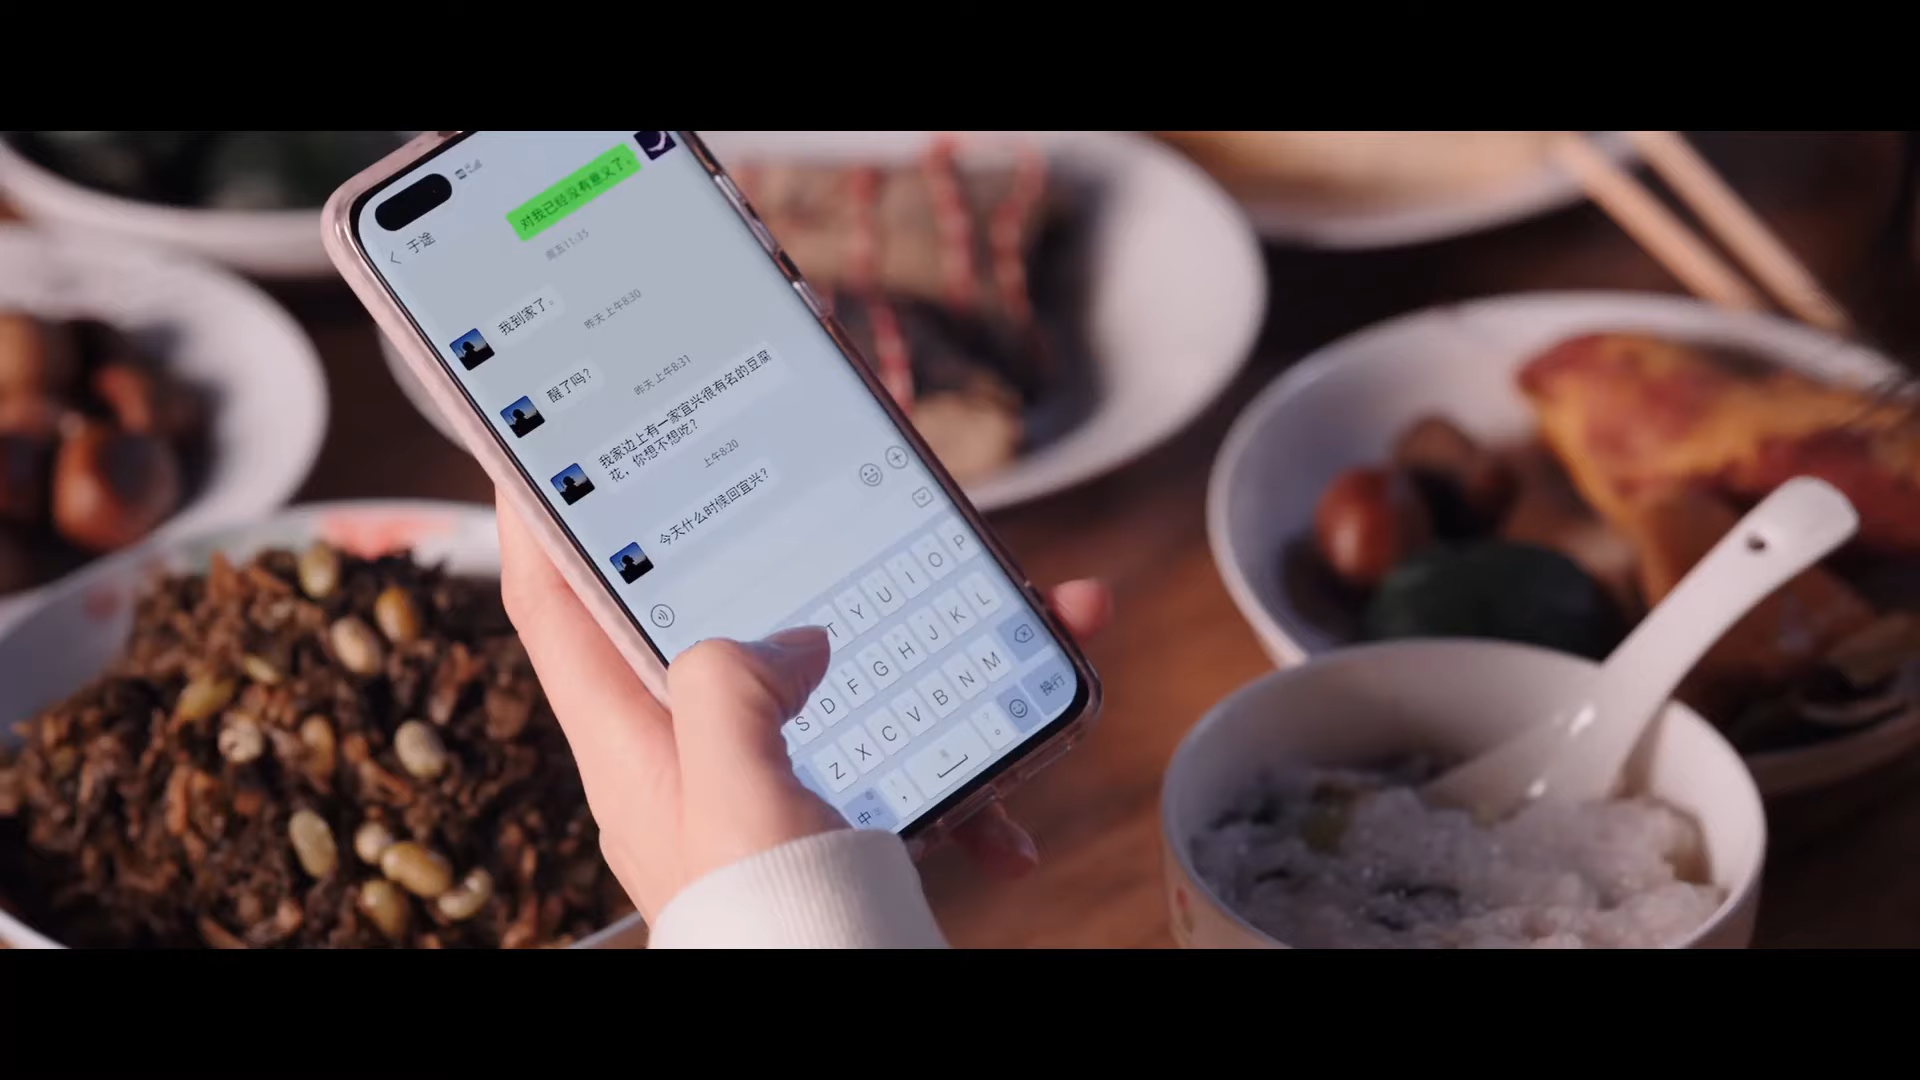 对我已经没有意义了。
于途
周五11:35
我到家了。
昨天上午8:30
醒了吗?
昨天上午8:31
我家边上有一家宜兴很有名的豆腐
花，你想不想吃?
上午8:20
今天什么时候回宜兴?
T Y U I O P
S D F G H J K L
Z X C V B N M
中 ， 。 换行